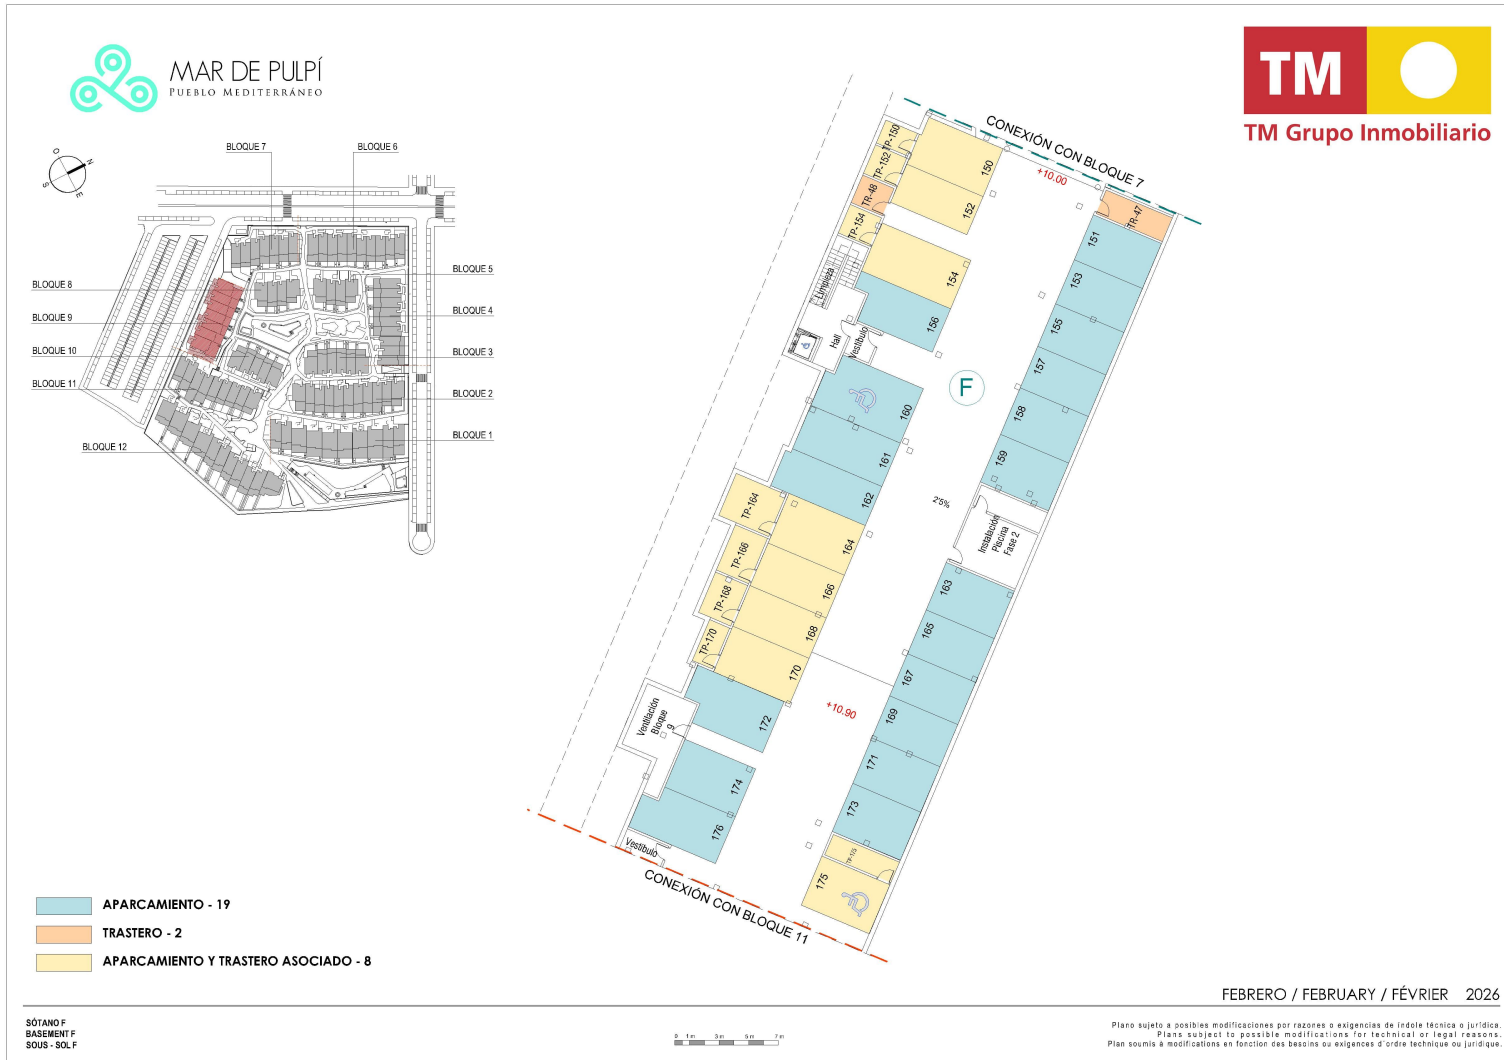 MAR DE PULPÍ
PUEBLO MEDITERRÁNEO
TM
TM Grupo Inmobiliario
O
N
S
E
BLOQUE 7
BLOQUE 6
BLOQUE 5
BLOQUE 8
BLOQUE 4
BLOQUE 9
BLOQUE 10
BLOQUE 3
BLOQUE 11
BLOQUE 2
BLOQUE 1
BLOQUE 12
CONEXIÓN CON BLOQUE 7
+10.00
TP-150
150
TP-152
152
TR-48
TP-154
154
TR-47
151
153
155
157
158
159
Limpieza
156
Hall
Vestíbulo
F
160
161
162
2'5%
Instalación
Piscina
Fase 2
TP-164
164
TP-166
166
TP-168
168
TP-170
170
163
165
167
169
171
173
TP-175
175
+10.90
172
Ventilación
Bloque
9
174
176
Vestíbulo
CONEXIÓN CON BLOQUE 11
APARCAMIENTO - 19
TRASTERO - 2
APARCAMIENTO Y TRASTERO ASOCIADO - 8
FEBRERO / FEBRUARY / FÉVRIER 2026
SÓTANO F
BASEMENT F
SOUS - SOL F
0 1 m 3 m 5 m 7 m
Plano sujeto a posibles modificaciones por razones o exigencias de índole técnica o jurídica.
Plans subject to possible modifications for technical or legal reasons.
Plan soumis à modifications en fonction des besoins ou exigences d'ordre technique ou juridique.